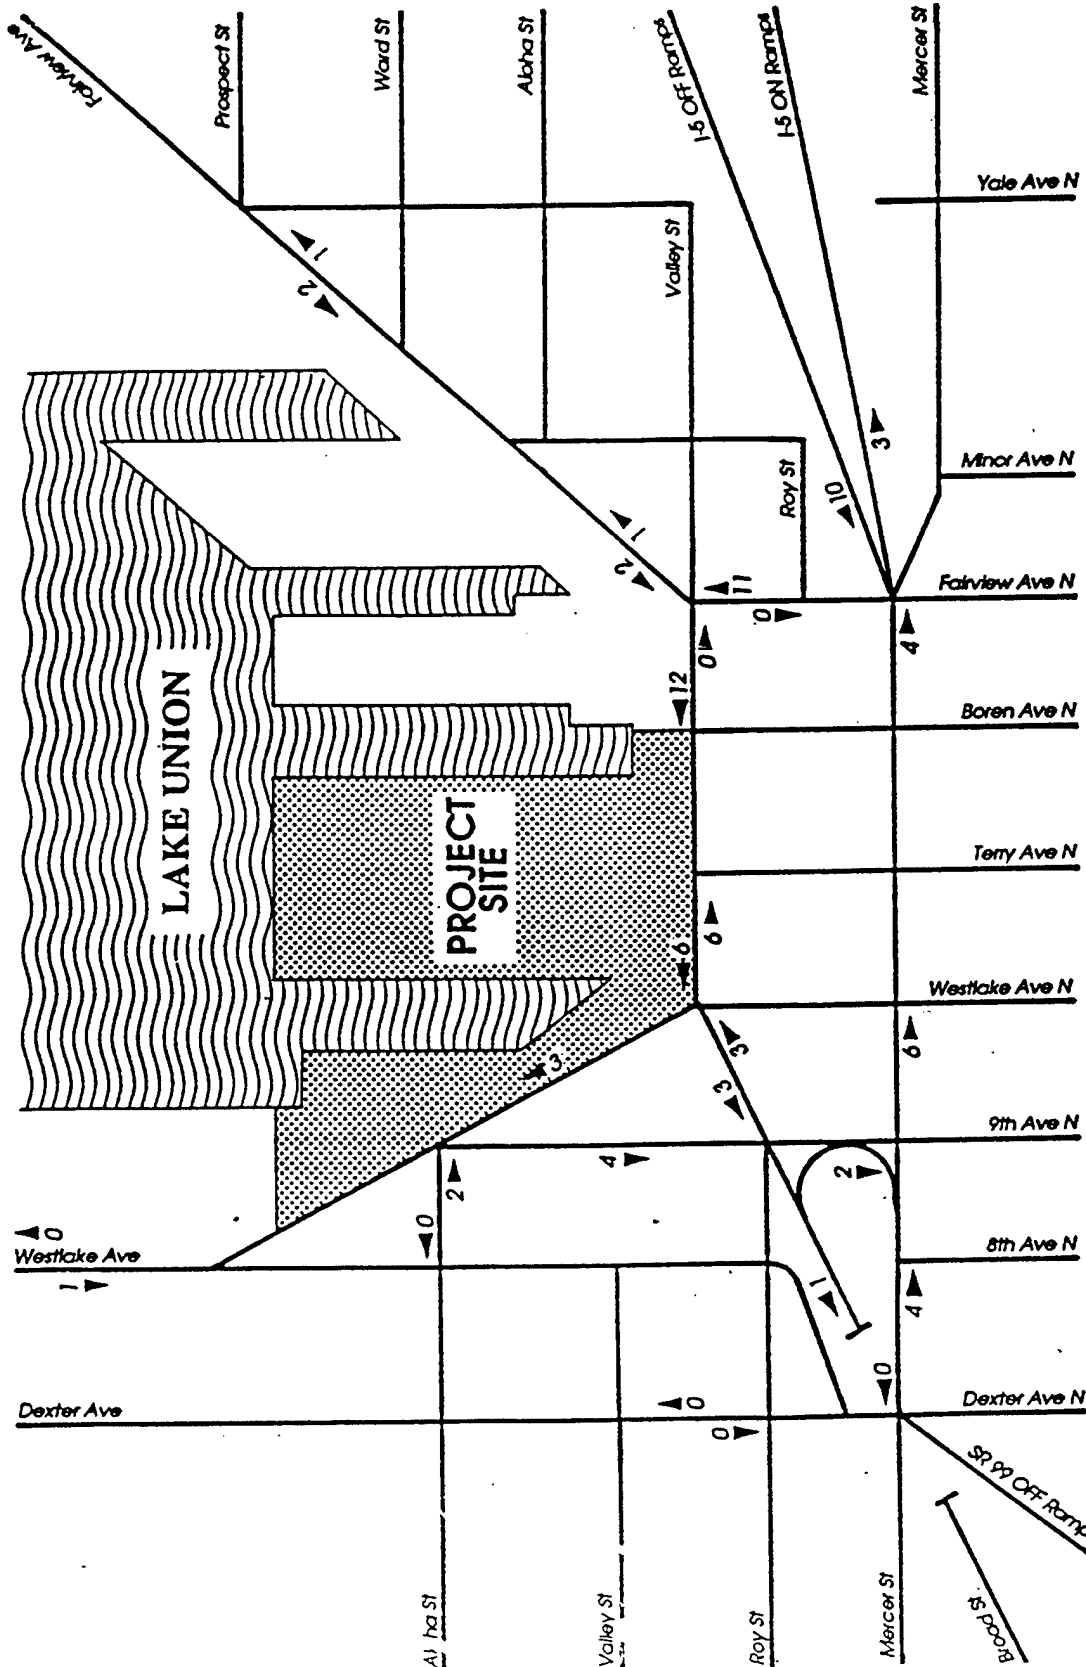 Fairview Ave
Prospect St
Ward St
Aloha St
I-5 OFF Ramps
I-5 ON Ramps
Mercer St
Yale Ave N
1
2
Valley St
3
Minor Ave N
10
Roy St
1
2
11
0
Fairview Ave N
4
0
12
Boren Ave N
LAKE UNION
PROJECT
SITE
Terry Ave N
6
6
Westlake Ave N
3
3
3
6
9th Ave N
4
2
2
0
0
Westlake Ave
1
8th Ave N
1
4
0
Dexter Ave
0
0
Dexter Ave N
SR 99 OFF Ramp
Al ha St
Valley St
Roy St
Mercer St
Broad St